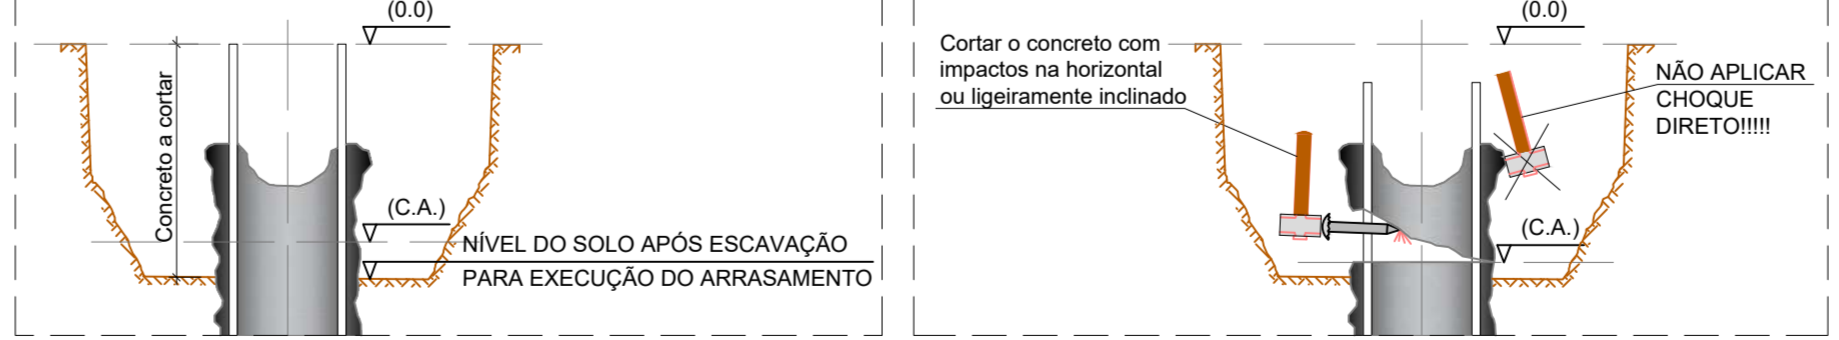 (0.0)
Concreto a cortar
(C.A.)
NÍVEL DO SOLO APÓS ESCAVAÇÃO
PARA EXECUÇÃO DO ARRASAMENTO
(0.0)
Cortar o concreto com
impactos na horizontal
ou ligeiramente inclinado
NÃO APLICAR
CHOQUE
DIRETO!!!!!
(C.A.)